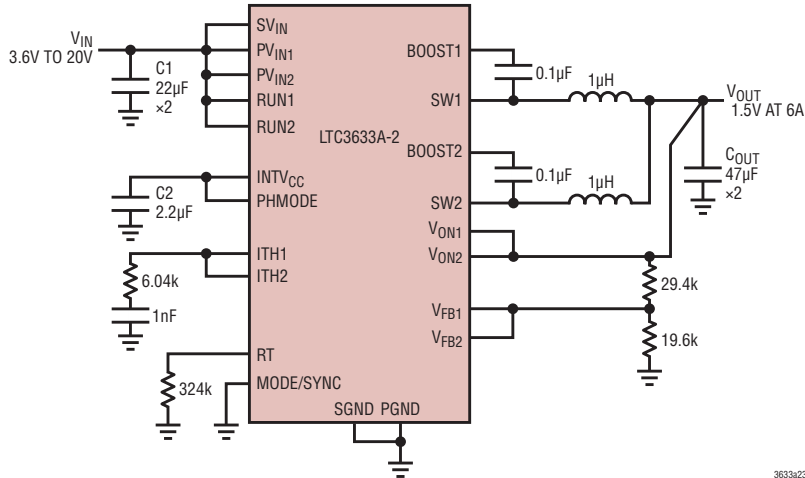 V_IN
3.6V TO 20V
C1
22µF
×2
SV_IN
PV_IN1
PV_IN2
RUN1
RUN2
C2
2.2µF
INTV_CC
PHMODE
ITH1
ITH2
6.04k
1nF
RT
324k
MODE/SYNC
SGND PGND
LTC3633A-2
BOOST1
0.1µF
1µH
SW1
BOOST2
0.1µF
1µH
SW2
V_ON1
V_ON2
V_FB1
V_FB2
V_OUT
1.5V AT 6A
C_OUT
47µF
×2
29.4k
19.6k